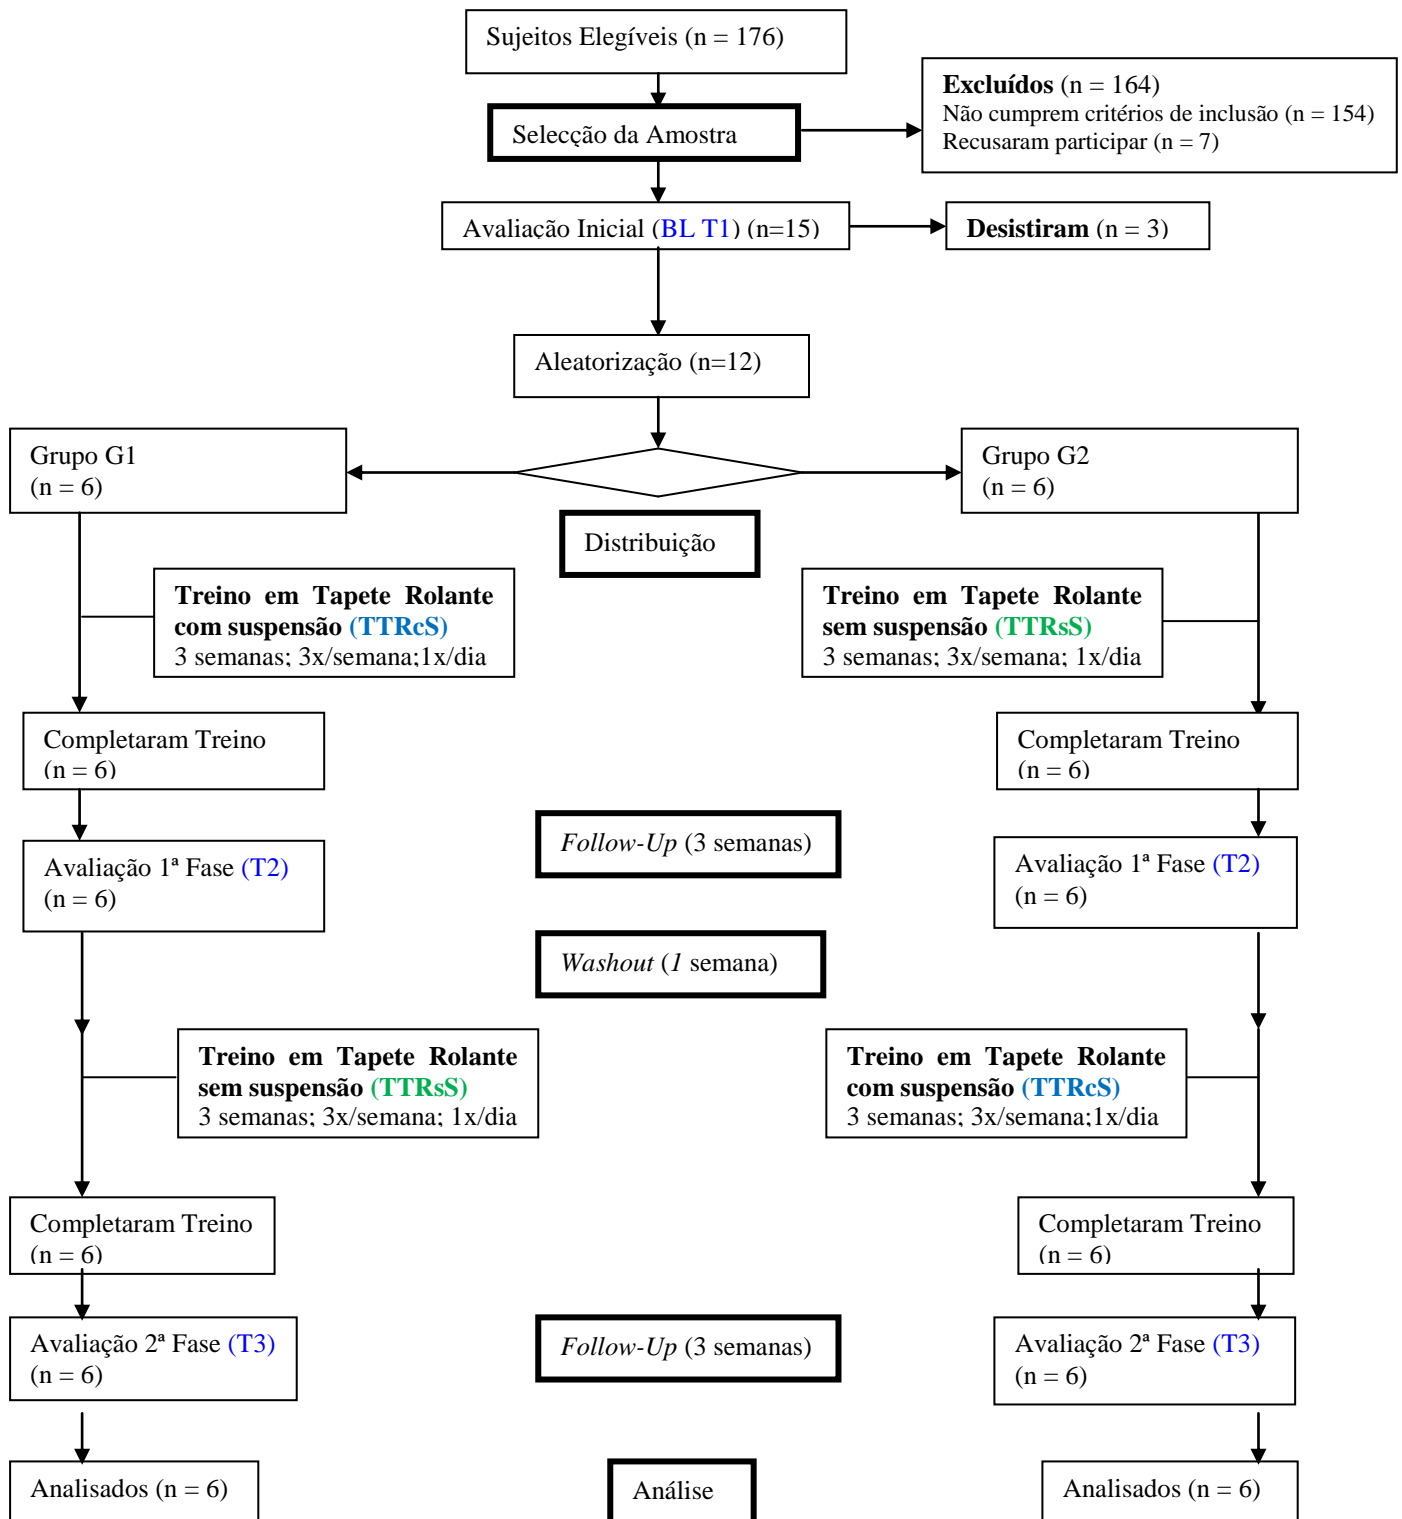 Sujeitos Elegíveis (n = 176)
Excluídos (n = 164)
Não cumprem critérios de inclusão (n = 154)
Recusaram participar (n = 7)
Selecção da Amostra
Avaliação Inicial (BL T1) (n=15)
Desistiram (n = 3)
Aleatorização (n=12)
Grupo G1
(n = 6)
Grupo G2
(n = 6)
Distribuição
Treino em Tapete Rolante
com suspensão (TTRcS)
3 semanas; 3x/semana;1x/dia
Treino em Tapete Rolante
sem suspensão (TTRsS)
3 semanas; 3x/semana; 1x/dia
Completaram Treino
(n = 6)
Completaram Treino
(n = 6)
Follow-Up (3 semanas)
Avaliação 1ª Fase (T2)
(n = 6)
Avaliação 1ª Fase (T2)
(n = 6)
Washout (1 semana)
Treino em Tapete Rolante
sem suspensão (TTRsS)
3 semanas; 3x/semana; 1x/dia
Treino em Tapete Rolante
com suspensão (TTRcS)
3 semanas; 3x/semana;1x/dia
Completaram Treino
(n = 6)
Completaram Treino
(n = 6)
Avaliação 2ª Fase (T3)
(n = 6)
Follow-Up (3 semanas)
Avaliação 2ª Fase (T3)
(n = 6)
Analisados (n = 6)
Análise
Analisados (n = 6)